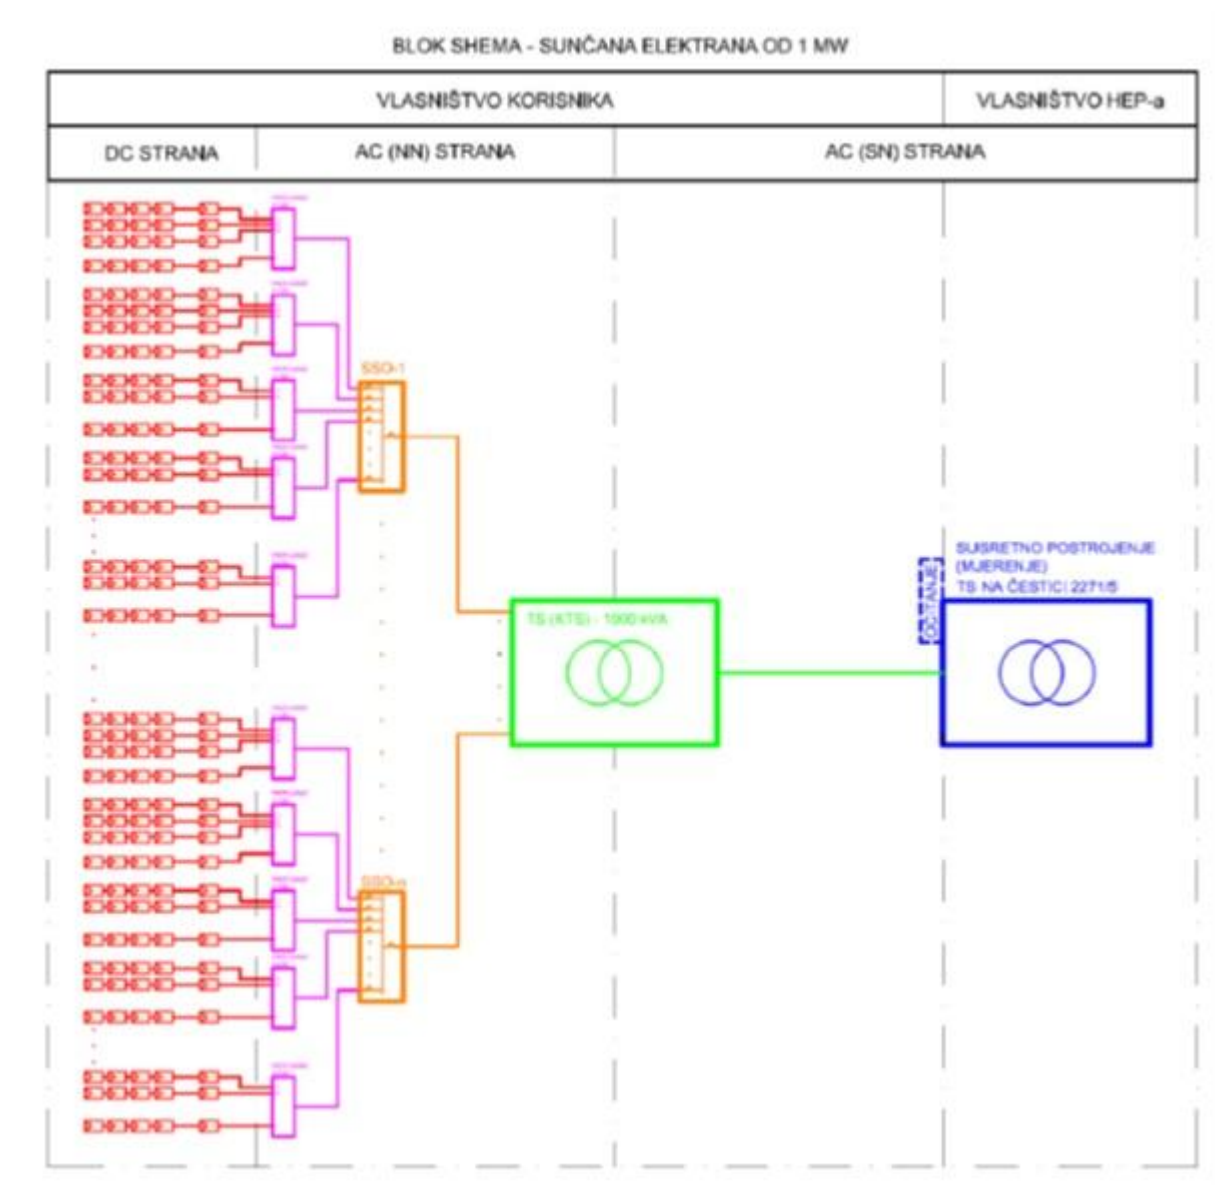 BLOK SHEMA - SUNČANA ELEKTRANA OD 1 MW
VLASNIŠTVO KORISNIKA
VLASNIŠTVO HEP-a
DC STRANA
AC (NN) STRANA
AC (SN) STRANA
SSO-1
SUSRETNO POSTROJENJE
(MJERENJE)
TS NA ČESTICI 2271/5
OČITANJE
TS (KTS) - 1000 kVA
SSO-n